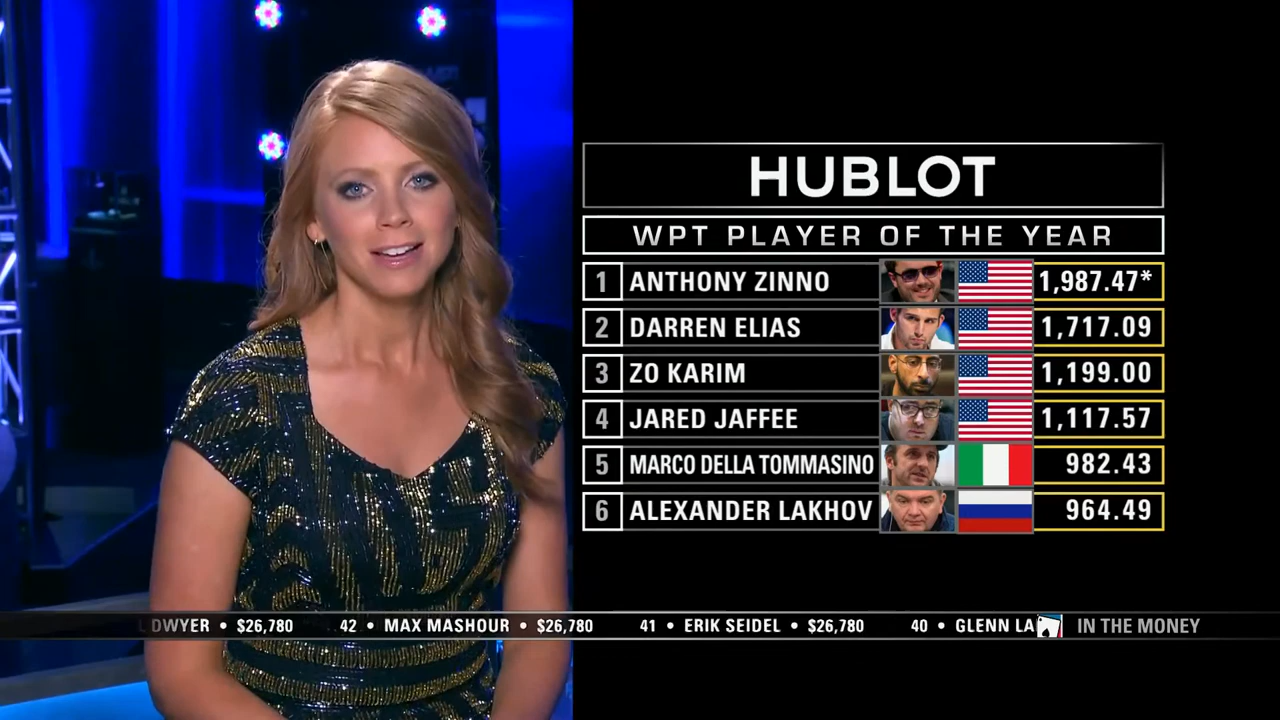 HUBLOT
WPT PLAYER OF THE YEAR
1 ANTHONY ZINNO 1,987.47*
2 DARREN ELIAS 1,717.09
3 ZO KARIM 1,199.00
4 JARED JAFFEE 1,117.57
5 MARCO DELLA TOMMASINO 982.43
6 ALEXANDER LAKHOV 964.49
DWYER • $26,780 42 • MAX MASHOUR • $26,780 41 • ERIK SEIDEL • $26,780 40 • GLENN LA IN THE MONEY